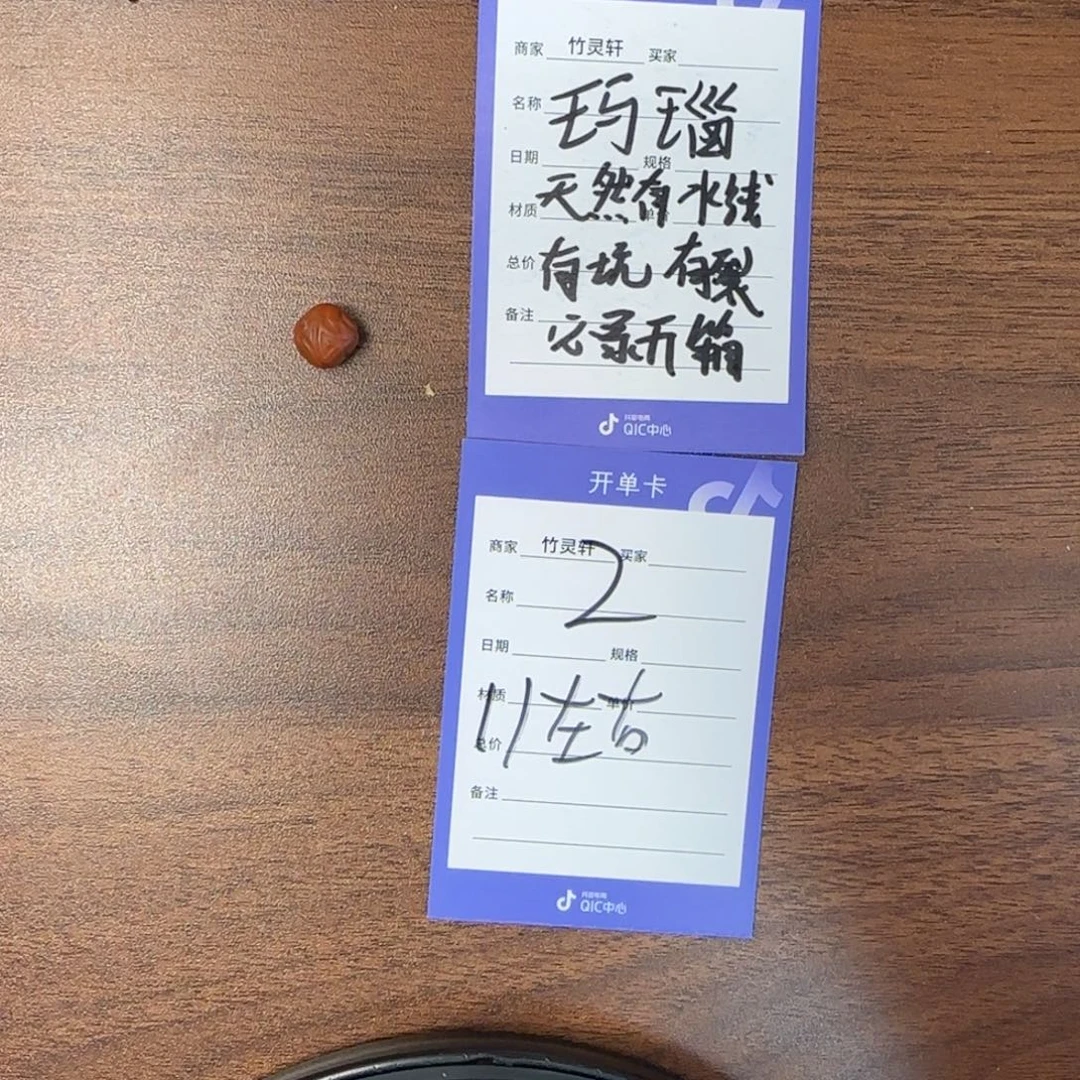 商家 竹灵轩 买家
名称 玛瑙
日期 规格
材质 天然有水线 单价
总价 有坑 有裂
备注
必录开箱
抖音电商
QIC中心
开单卡
商家 竹灵轩 买家
2
名称
日期 规格
材质 单价
11左右
总价
备注
抖音电商
QIC中心